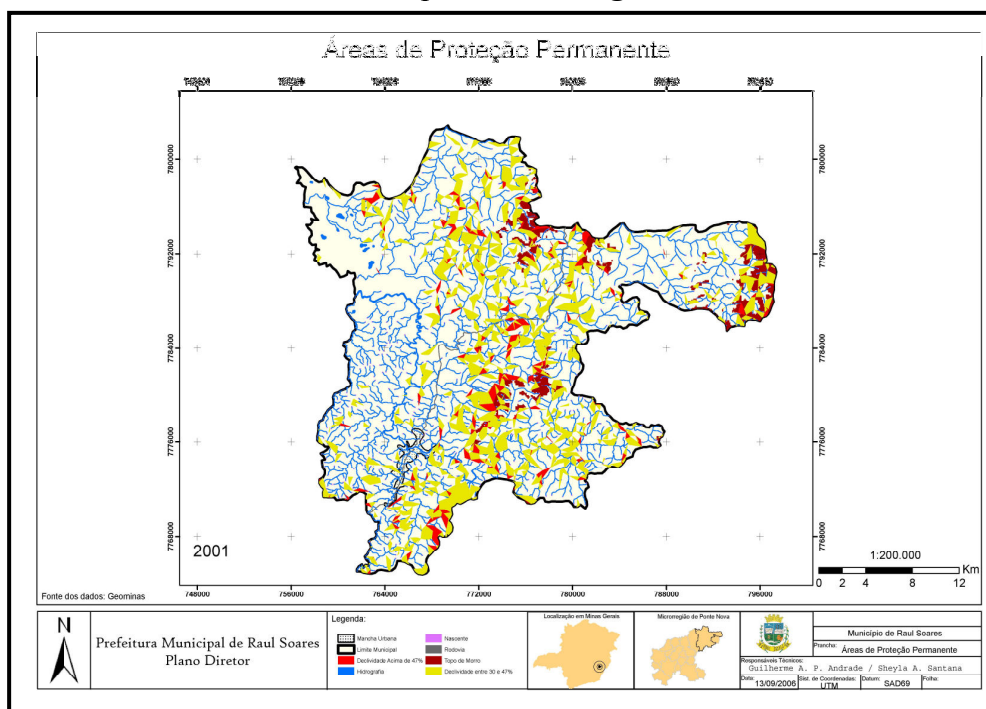 Áreas de Proteção Permanente
7800000
7800000
7792000
7792000
7784000
7784000
7776000
7776000
7768000
7768000
2001
1:200.000
Km
0 2 4 6 8 12
Fonte dos dados: Geominas
748000 756000 764000 772000 780000 788000 796000
N
Prefeitura Municipal de Raul Soares
Plano Diretor
Legenda:
Mancha Urbana
Limite Municipal
Declividade Acima de 47%
Hidrografia
Nascente
Rodovia
Topo de Morro
Declividade entre 30 e 47%
Localização em Minas Gerais
Microrregião de Ponte Nova
Município de Raul Soares
Prancha: Áreas de Proteção Permanente
Responsáveis Técnicos:
Guilherme A. P. Andrade / Sheyla A. Santana
Data: 13/09/2006
Sist. de Coordenadas: UTM
Datum: SAD69
Folha: